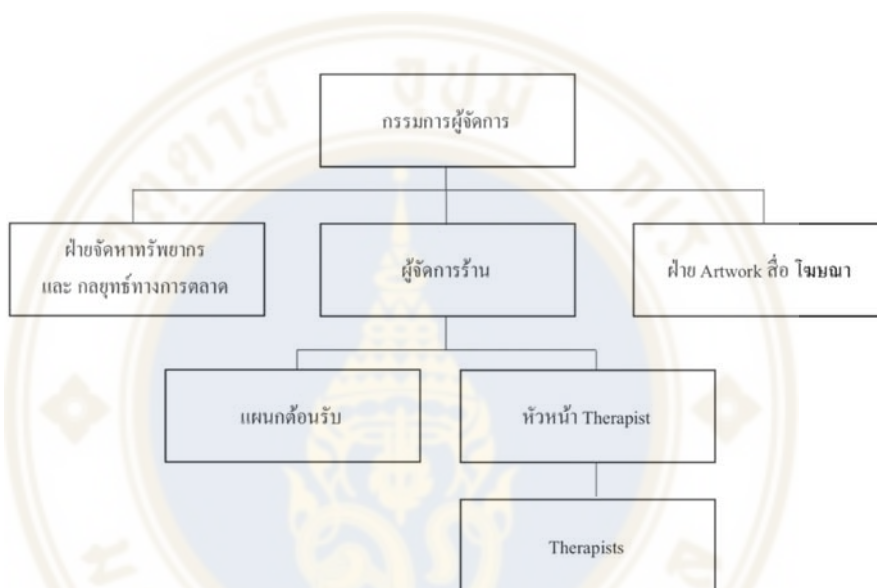 กรรมการผู้จัดการ
ฝ่ายจัดหาทรัพยากร
และ กลยุทธ์ทางการตลาด
ผู้จัดการร้าน
ฝ่าย Artwork สื่อ โฆษณา
แผนกต้อนรับ
หัวหน้า Therapist
Therapists